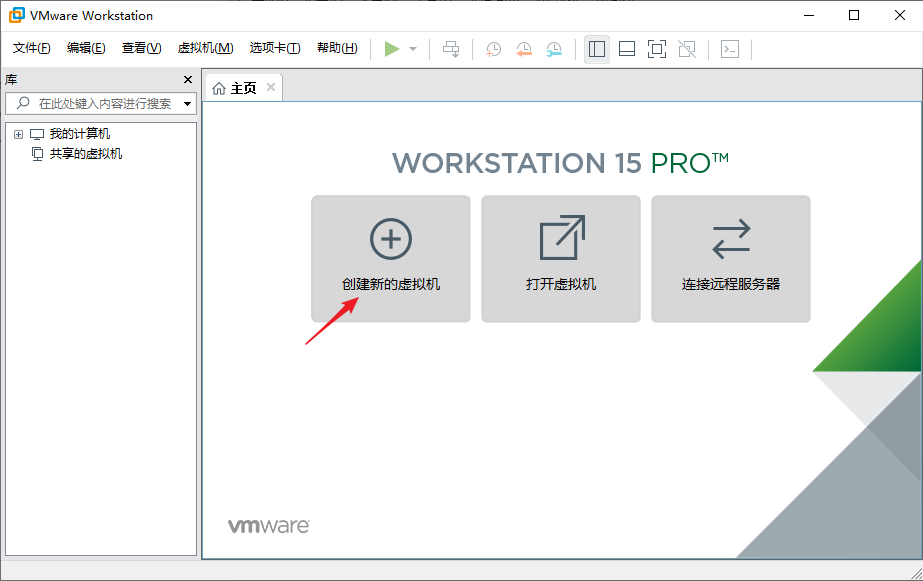 VMware Workstation
文件(F) 编辑(E) 查看(V) 虚拟机(M) 选项卡(T) 帮助(H)
库
主页
在此处键入内容进行搜索
我的计算机
共享的虚拟机
WORKSTATION 15 PRO™
创建新的虚拟机 打开虚拟机 连接远程服务器
vmware